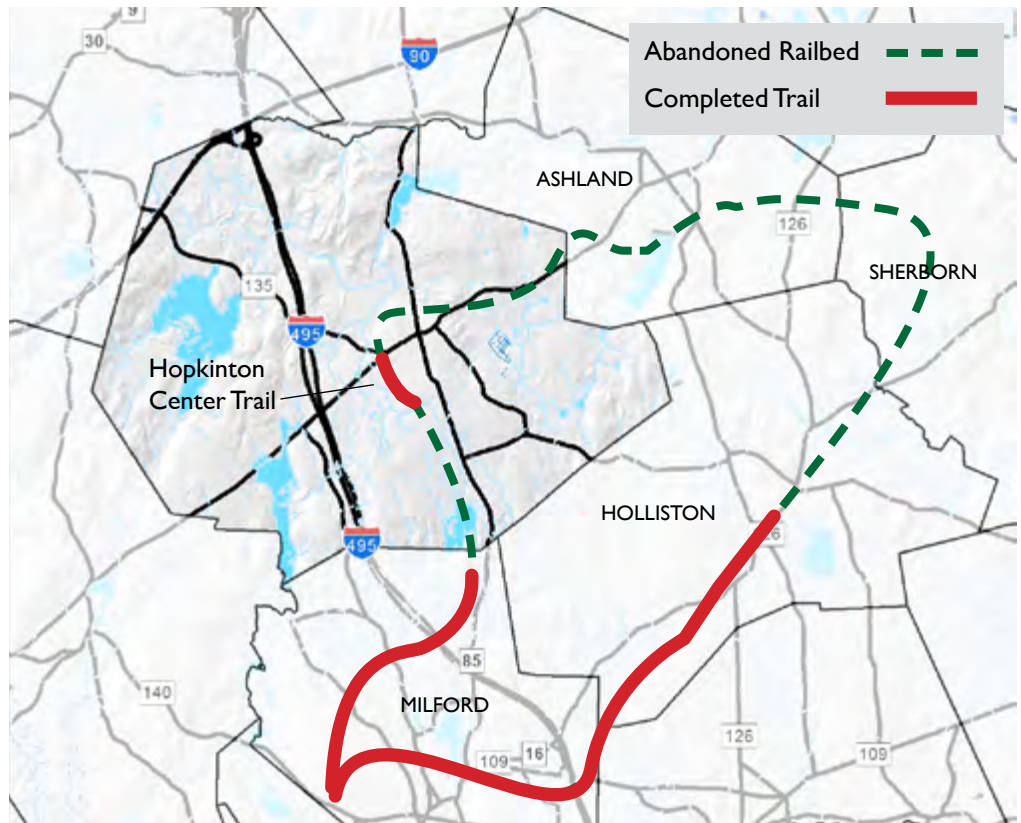 9
30
90
Abandoned Railbed
Completed Trail
ASHLAND
126
SHERBORN
135
495
Hopkinton
Center Trail
HOLLISTON
495
85
140
MILFORD
109
16
126
109